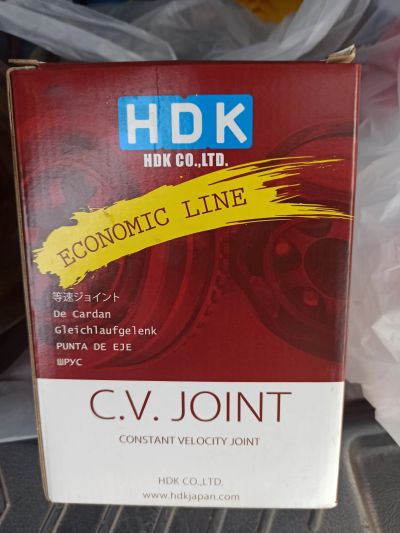 HDK
HDK CO.,LTD.
ECONOMIC LINE
等速ジョイント
De Cardan
Gleichlaufgelenk
PUNTA DE EJE
ШРУС
C.V. JOINT
CONSTANT VELOCITY JOINT
HDK CO.,LTD.
www.hdkjapan.com